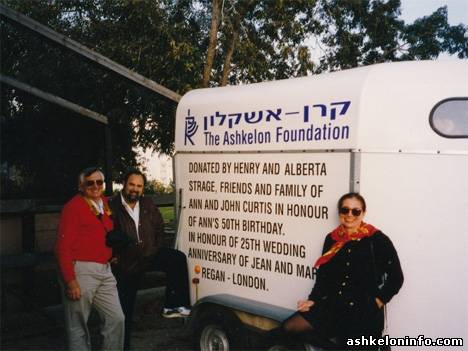 קרן-אשקלון
The Ashkelon Foundation
DONATED BY HENRY AND ALBERTA
STRAGE, FRIENDS AND FAMILY OF
ANN AND JOHN CURTIS IN HONOUR
OF ANN'S 50TH BIRTHDAY.
IN HONOUR OF 25TH WEDDING
ANNIVERSARY OF JEAN AND
REGAN - LONDON.
ashkeloninfo.com